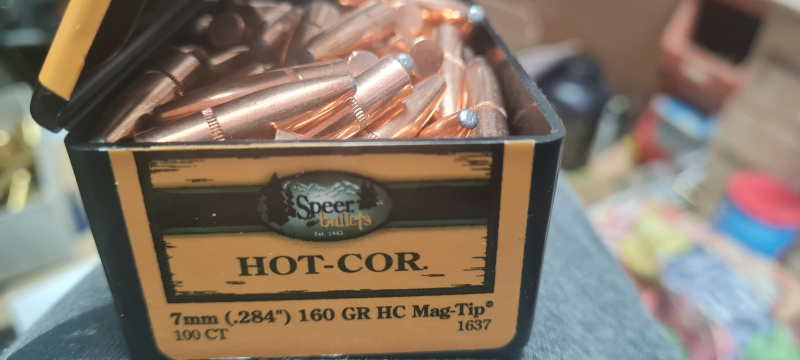 Speer
bullets
Est. 1943
HOT-COR
7mm (.284") 160 GR HC Mag-Tip®
100 CT
1637